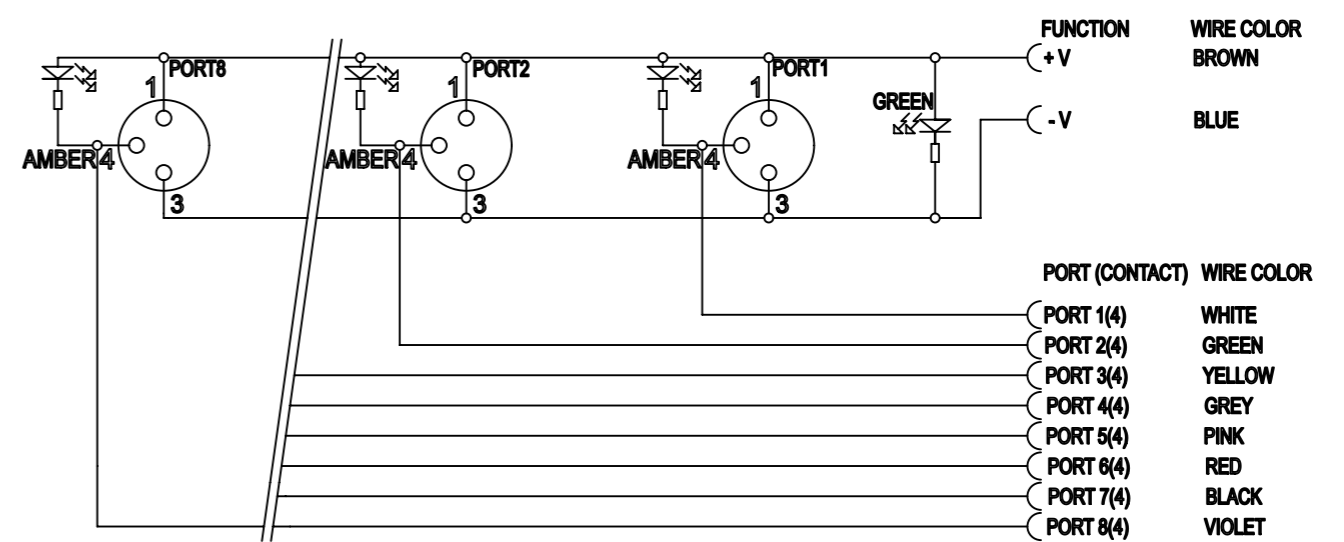 FUNCTION WIRE COLOR
+ V BROWN
PORT8 PORT2 PORT1
1 1 1
GREEN
- V BLUE
AMBER 4 AMBER 4 AMBER 4
3 3 3
PORT (CONTACT) WIRE COLOR
PORT 1(4) WHITE
PORT 2(4) GREEN
PORT 3(4) YELLOW
PORT 4(4) GREY
PORT 5(4) PINK
PORT 6(4) RED
PORT 7(4) BLACK
PORT 8(4) VIOLET